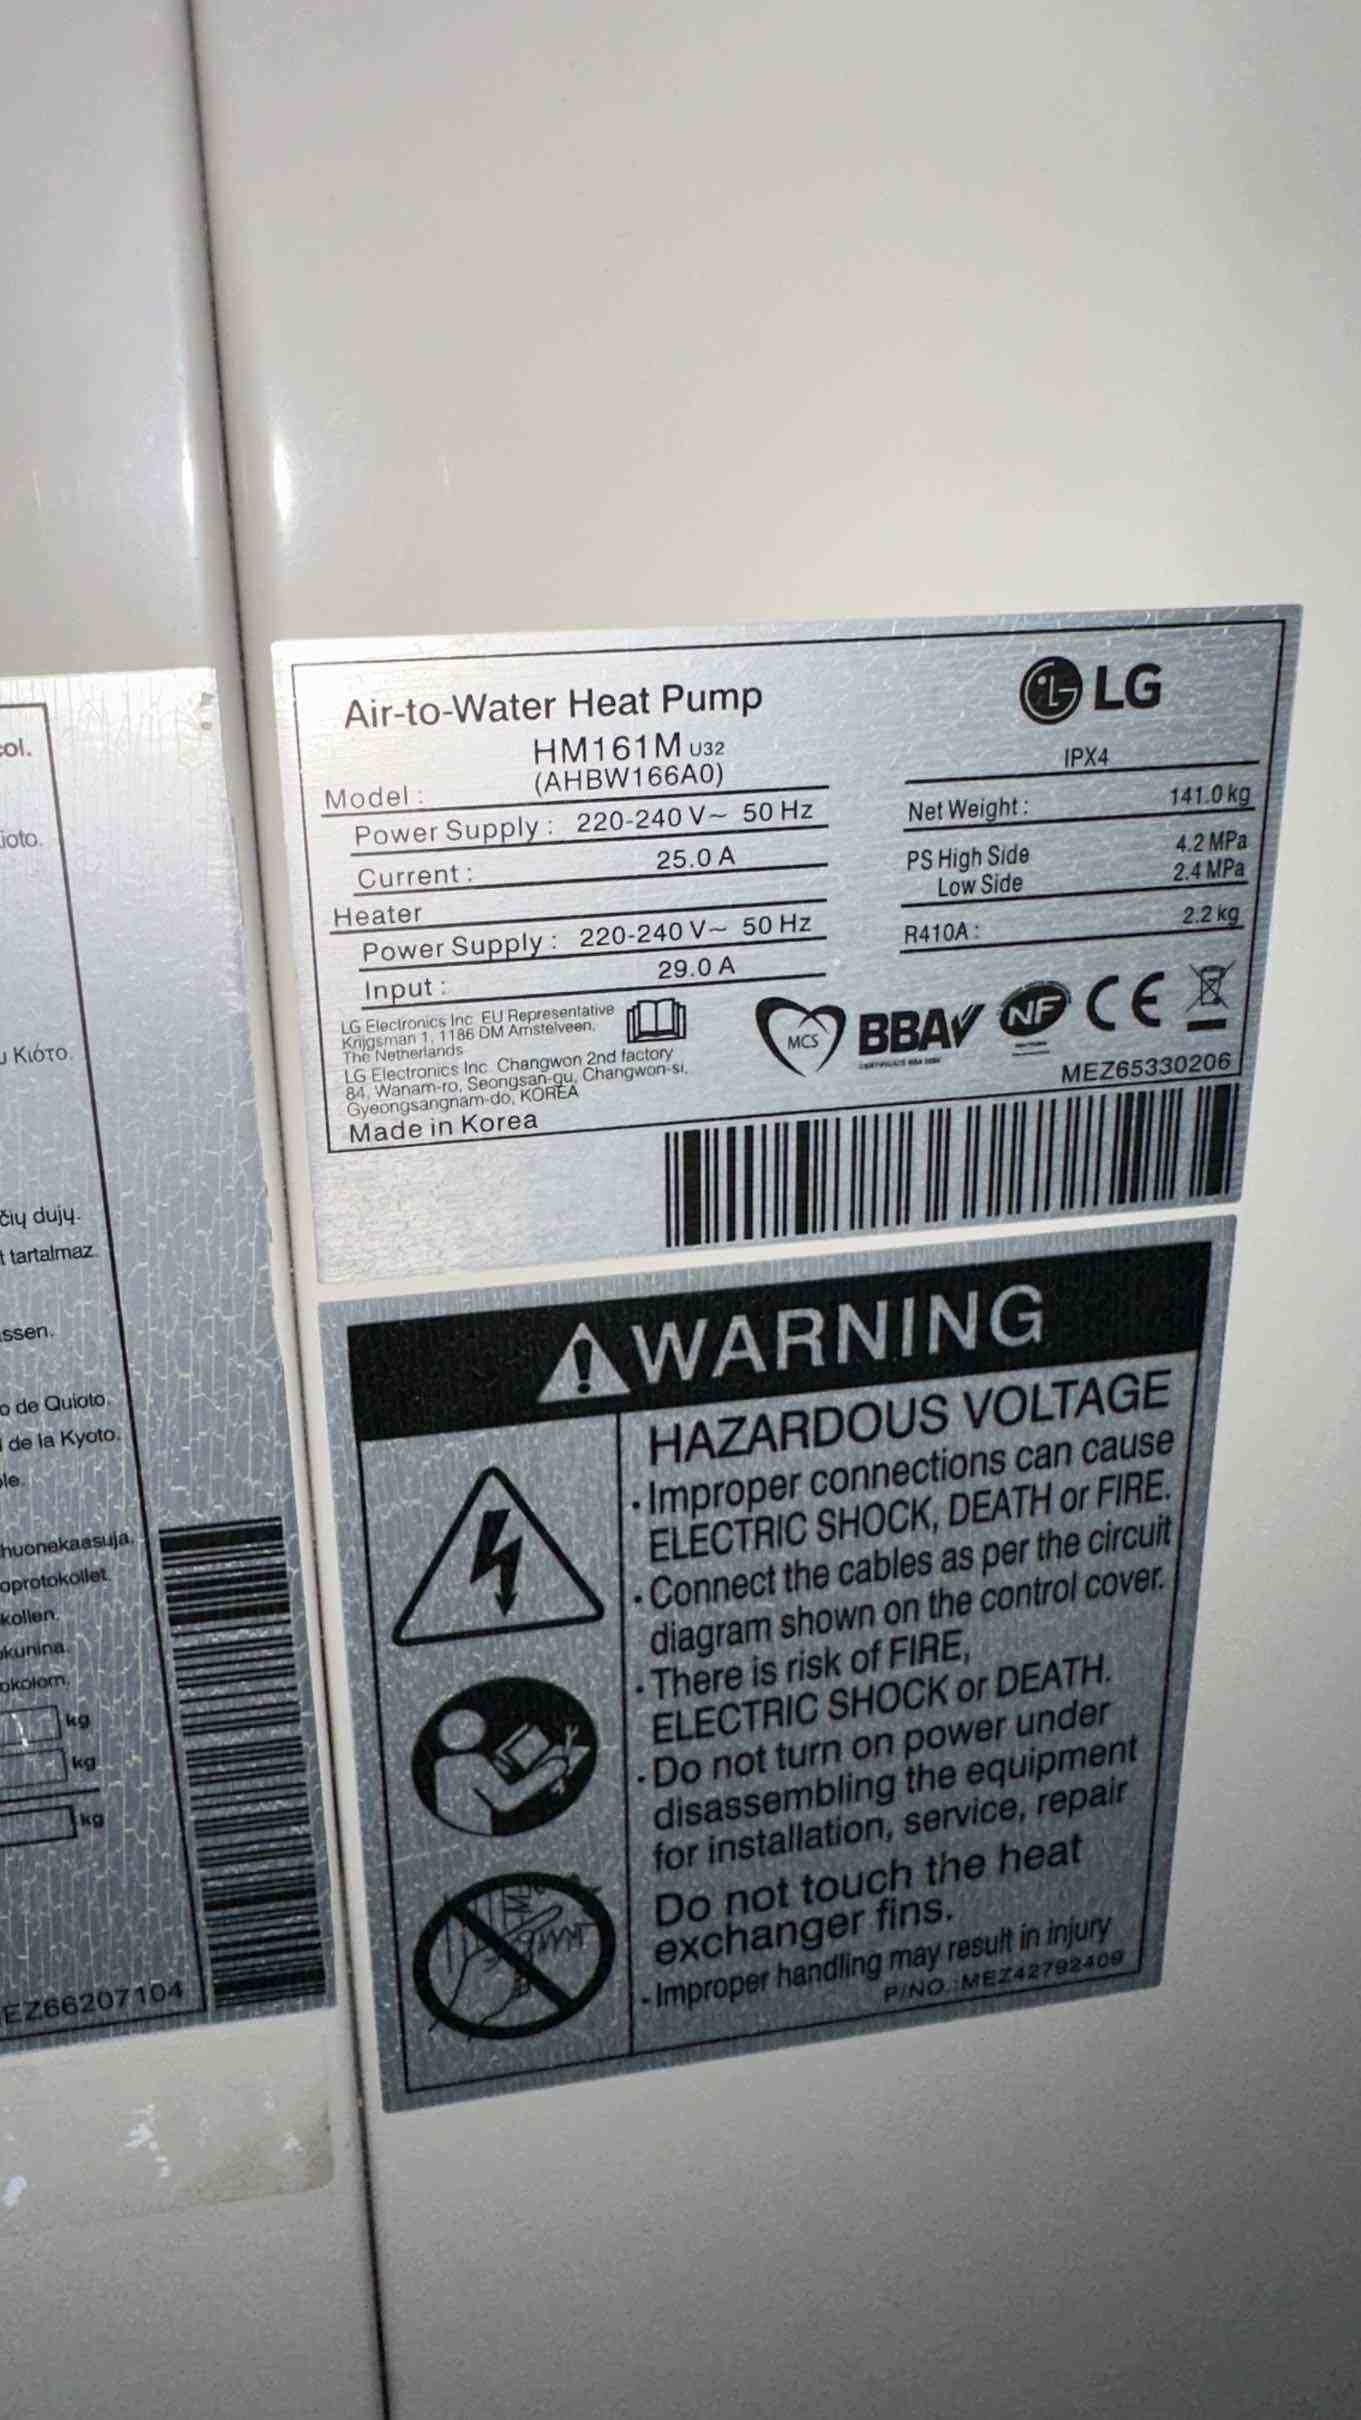 col.
ioto.
Κιότο.
čių dujų.
t tartalmaz.
ssen.
o de Quioto.
de la Kyoto.
ole.
huonekaasuja.
oprotokollet.
kollen.
okunina.
okolom.
kg
kg
kg
EZ66207104
Air-to-Water Heat Pump
LG
Model : HM161M U32
(AHBW166A0)
Power Supply : 220-240 V~ 50 Hz
Current : 25.0 A
Heater
Power Supply : 220-240 V~ 50 Hz
Input : 29.0 A
IPX4
Net Weight : 141.0 kg
PS High Side 4.2 MPa
Low Side 2.4 MPa
R410A : 2.2 kg
LG Electronics Inc. EU Representative
Krijgsman 1, 1186 DM Amstelveen,
The Netherlands
LG Electronics Inc. Changwon 2nd factory
84, Wanam-ro, Seongsan-gu, Changwon-si,
Gyeongsangnam-do, KOREA
Made in Korea
MCS
BBA
NF
CE
MEZ65330206
WARNING
HAZARDOUS VOLTAGE
• Improper connections can cause
ELECTRIC SHOCK, DEATH or FIRE.
• Connect the cables as per the circuit
diagram shown on the control cover.
• There is risk of FIRE,
ELECTRIC SHOCK or DEATH.
• Do not turn on power under
disassembling the equipment
for installation, service, repair
Do not touch the heat
exchanger fins.
- Improper handling may result in injury
P/NO. : MEZ42792409